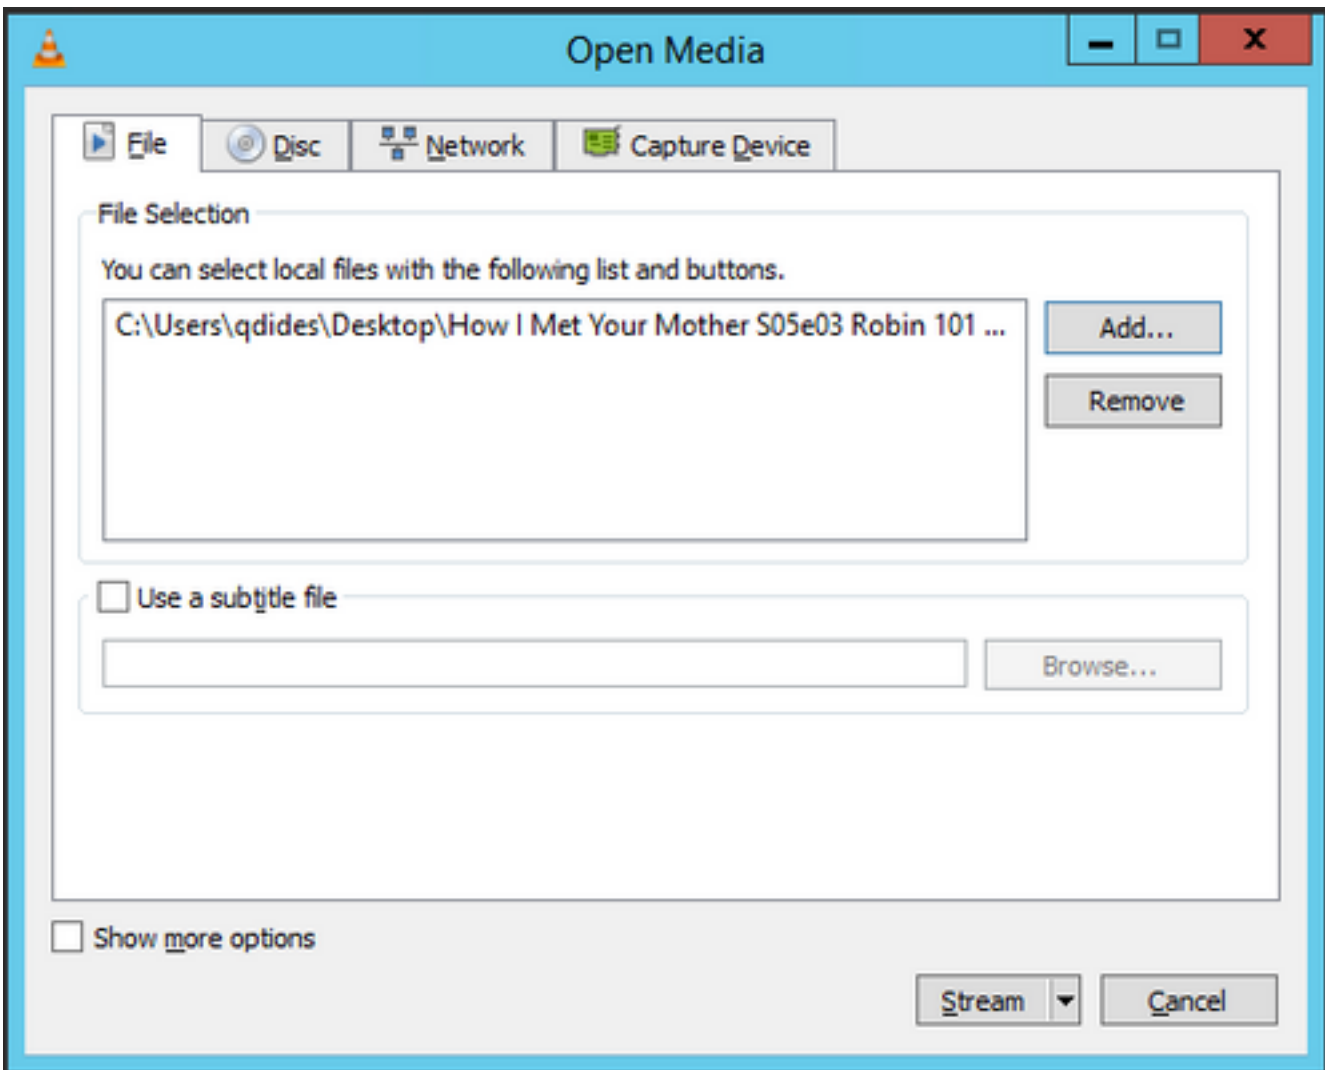 Open Media
File Disc Network Capture Device
File Selection
You can select local files with the following list and buttons.
C:\Users\qdides\Desktop\How I Met Your Mother S05e03 Robin 101 ...
Add...
Remove
Use a subtitle file
Browse...
Show more options
Stream Cancel